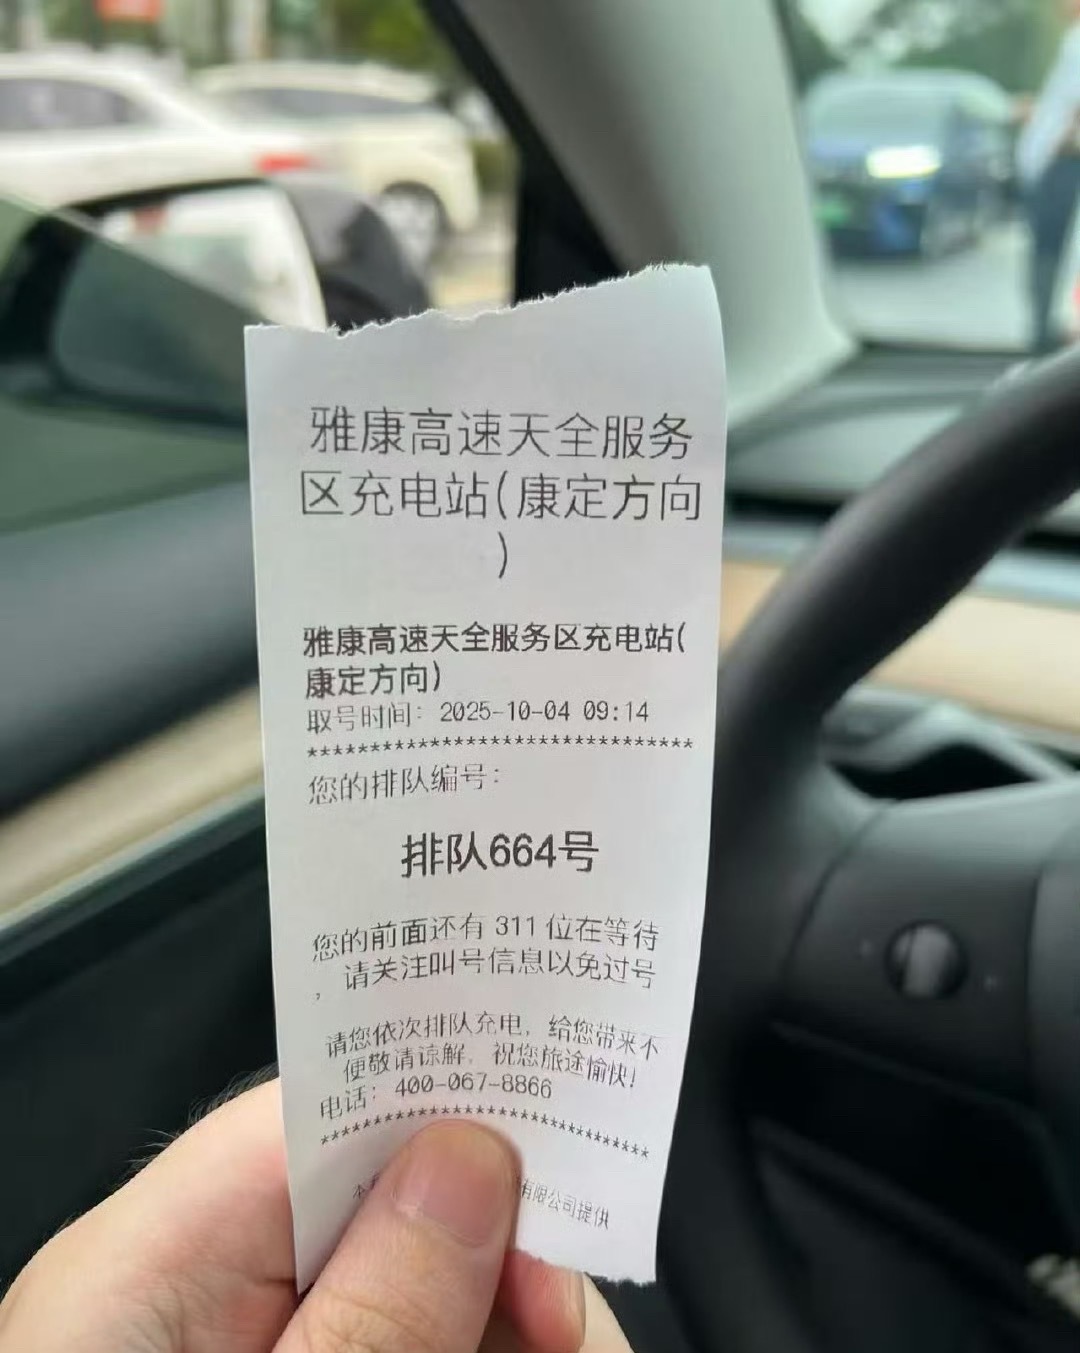 雅康高速天全服务
区充电站(康定方向
)
雅康高速天全服务区充电站(
康定方向)
取号时间: 2025-10-04 09:14
*******************************
您的排队编号:
排队664号
您的前面还有 311 位在等待
, 请关注叫号信息以免过号
请您依次排队充电, 给您带来不
便敬请谅解, 祝您旅途愉快!
电话: 400-067-8866
*******************************
有限公司提供